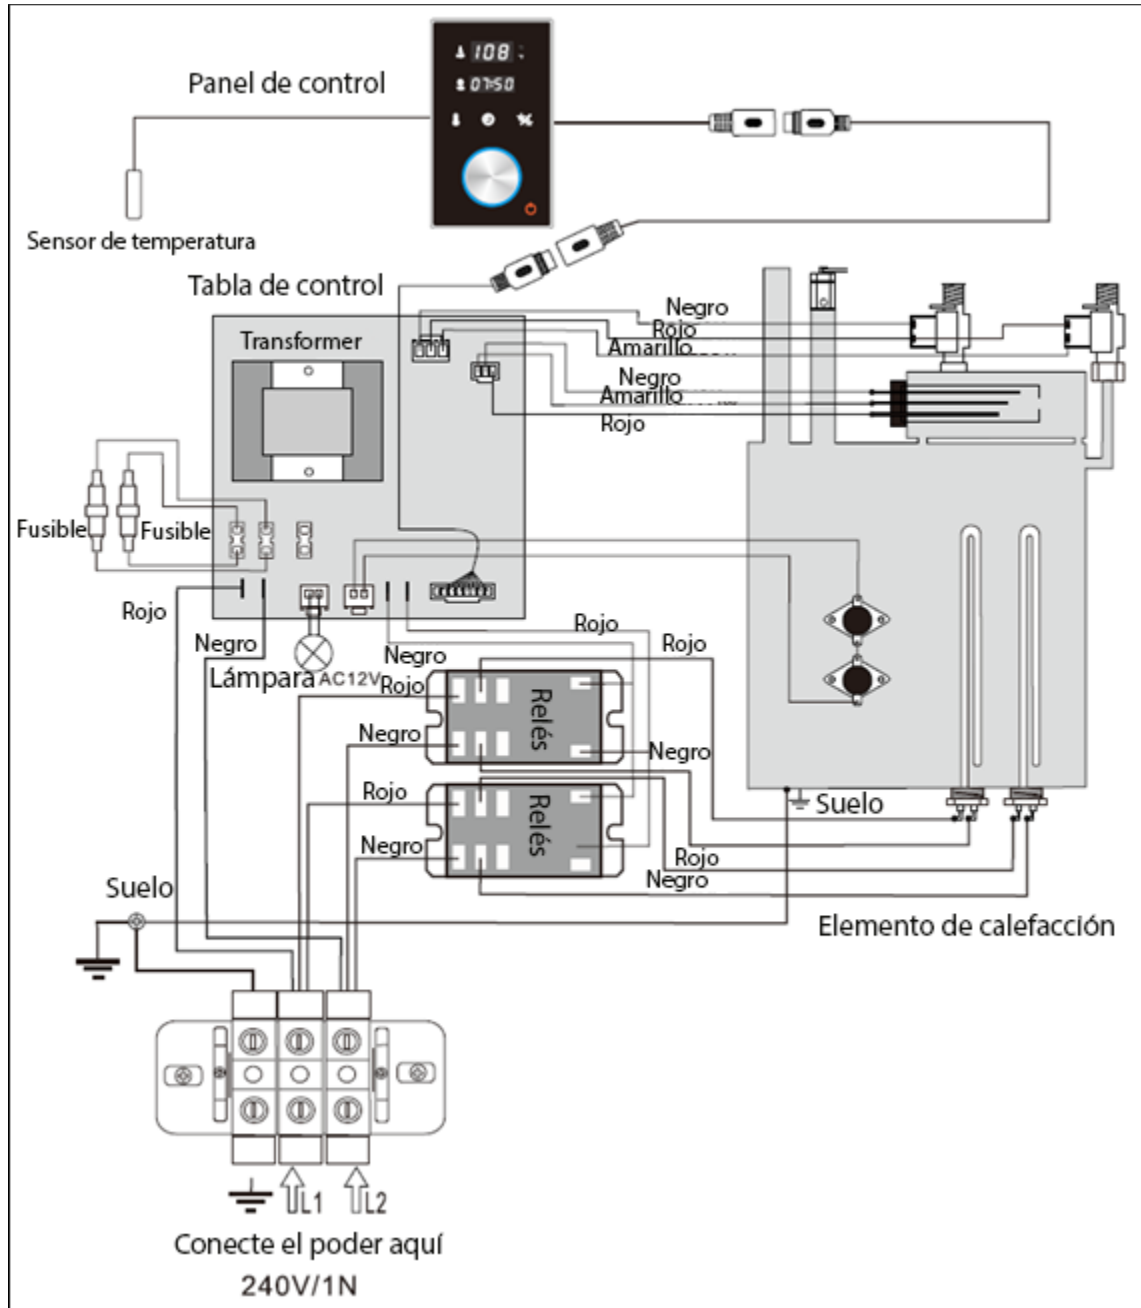 108
Panel de control
07:50
Sensor de temperatura
Tabla de control
Negro
Rojo
Amarillo
Transformer
Negro
Amarillo
Rojo
Fusible
Fusible
Rojo
Rojo
Negro
Negro
Rojo
Lámpara AC12V
Rojo
Relés
Negro
Negro
Rojo
Relés
Suelo
Negro
Rojo
Negro
Suelo
Elemento de calefacción
L1
L2
Conecte el poder aquí
240V/1N